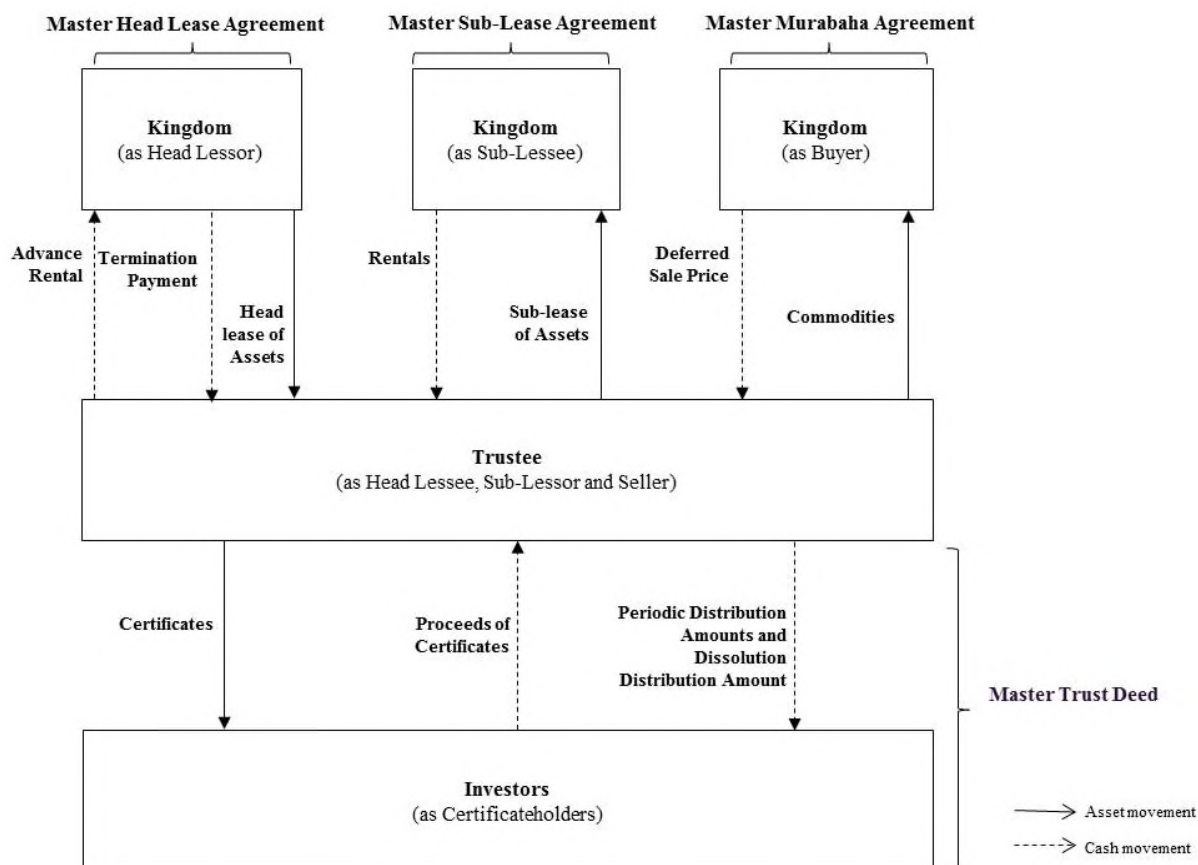 Master Head Lease Agreement
Master Sub-Lease Agreement
Master Murabaha Agreement
Kingdom
(as Head Lessor)
Kingdom
(as Sub-Lessee)
Kingdom
(as Buyer)
Advance
Rental
Termination
Payment
Head
lease of
Assets
Rentals
Sub-lease
of Assets
Deferred
Sale Price
Commodities
Trustee
(as Head Lessee, Sub-Lessor and Seller)
Certificates
Proceeds of
Certificates
Periodic Distribution
Amounts and
Dissolution
Distribution Amount
Master Trust Deed
Investors
(as Certificateholders)
Asset movement
Cash movement